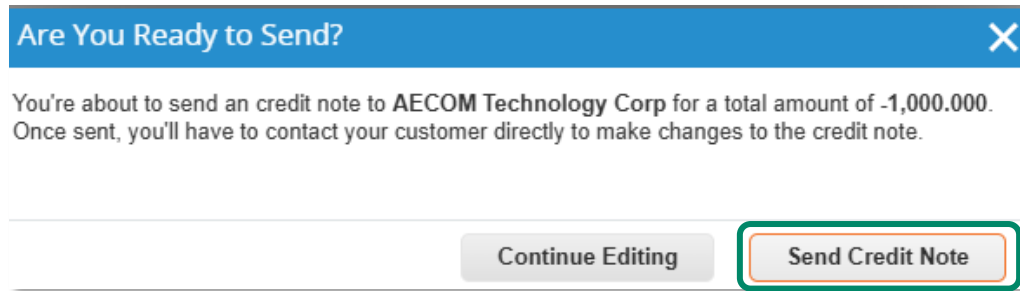 Are You Ready to Send?
You're about to send an credit note to AECOM Technology Corp for a total amount of -1,000.000.
Once sent, you'll have to contact your customer directly to make changes to the credit note.
Continue Editing
Send Credit Note